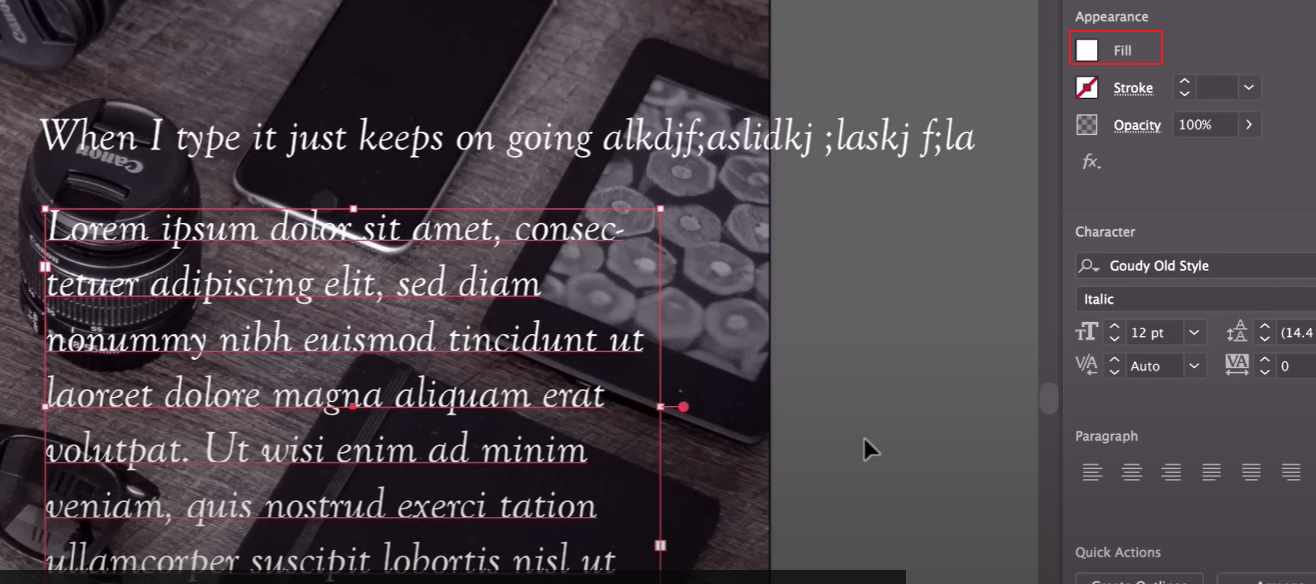 Appearance
Fill
Stroke
Opacity 100%
fx.
Canon
When I type it just keeps on going alkdjf;aslidkj ;laskj f;la
Lorem ipsum dolor sit amet, consec-
tetuer adipiscing elit, sed diam
nonummy nibh euismod tincidunt ut
laoreet dolore magna aliquam erat
volutpat. Ut wisi enim ad minim
veniam, quis nostrud exerci tation
ullamcorper suscipit lobortis nisl ut
Character
Goudy Old Style
Italic
12 pt (14.4
Auto 0
Paragraph
Quick Actions